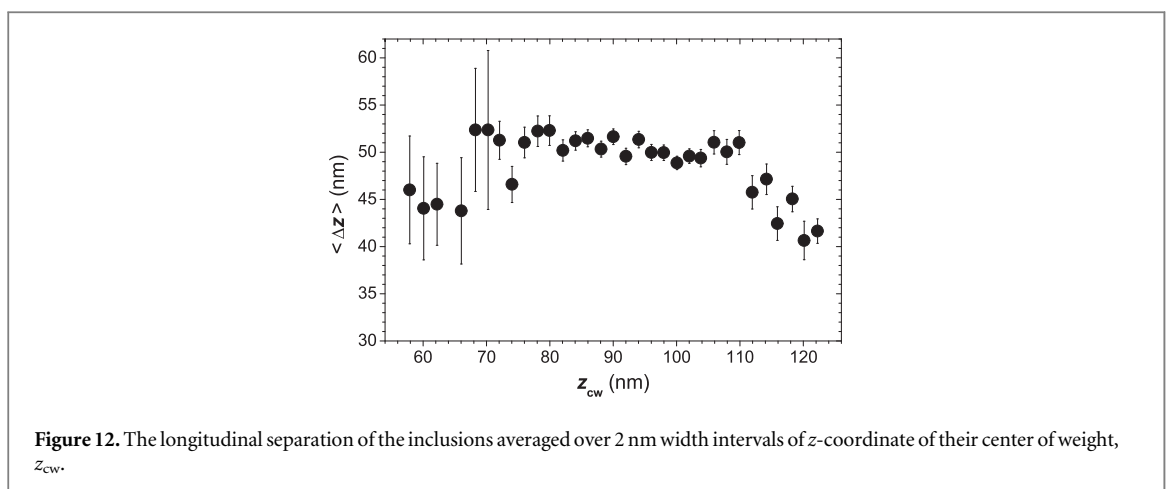 60
55
50
45
40
35
30
< Δz > (nm)
60 70 80 90 100 110 120
z_cw (nm)
Figure 12. The longitudinal separation of the inclusions averaged over 2 nm width intervals of z-coordinate of their center of weight,
z_cw.